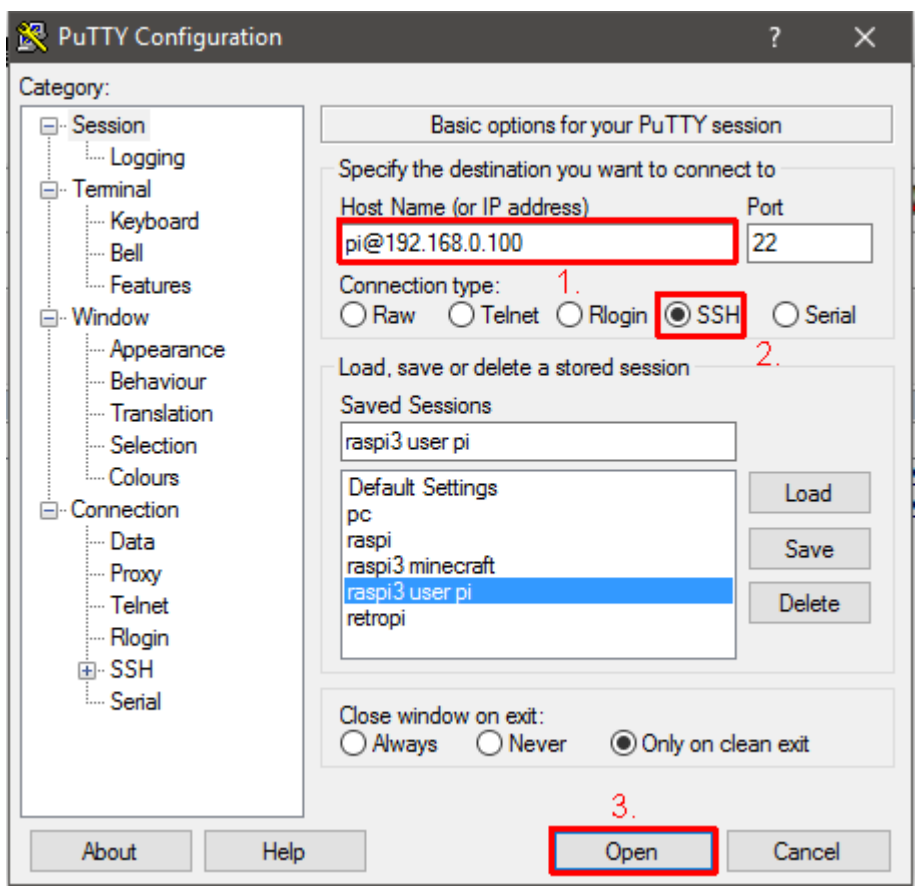 PuTTY Configuration
?
Category:
Session
Logging
Terminal
Keyboard
Bell
Features
Window
Appearance
Behaviour
Translation
Selection
Colours
Connection
Data
Proxy
Telnet
Rlogin
SSH
Serial
Basic options for your PuTTY session
Specify the destination you want to connect to
Host Name (or IP address) Port
pi@192.168.0.100 22
Connection type: 1.
Raw Telnet Rlogin SSH Serial
2.
Load, save or delete a stored session
Saved Sessions
raspi3 user pi
Default Settings
pc
raspi
raspi3 minecraft
raspi3 user pi
retropi
Load
Save
Delete
Close window on exit:
Always Never Only on clean exit
3.
About Help Open Cancel